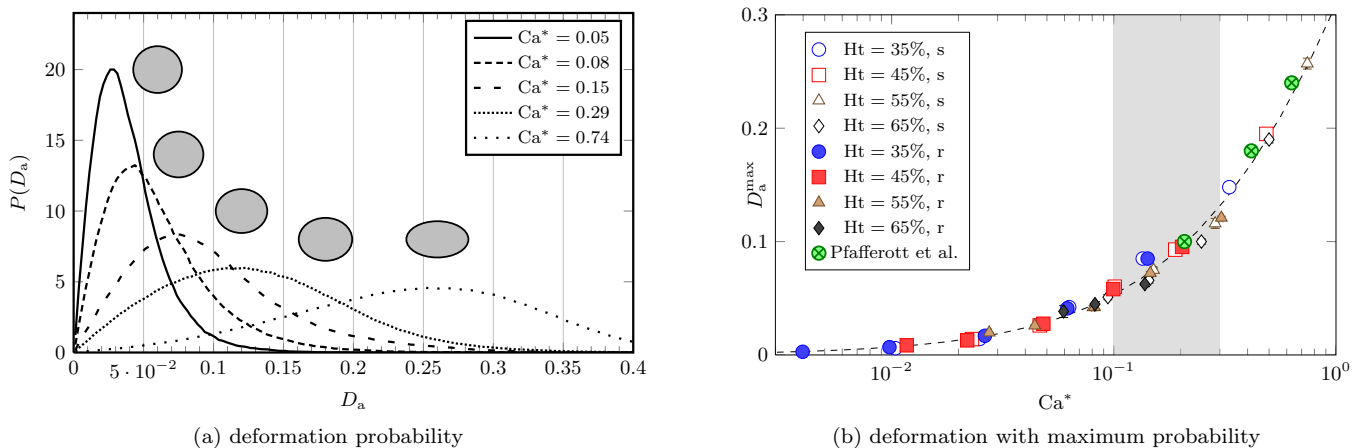 20
15
10
5
0
P(Dₐ)
Ca* = 0.05
Ca* = 0.08
Ca* = 0.15
Ca* = 0.29
Ca* = 0.74
0 5·10⁻² 0.1 0.15 0.2 0.25 0.3 0.35 0.4
Dₐ
(a) deformation probability
0.3
0.2
0.1
0
Dₐᵐᵃˣ
Ht = 35%, s
Ht = 45%, s
Ht = 55%, s
Ht = 65%, s
Ht = 35%, r
Ht = 45%, r
Ht = 55%, r
Ht = 65%, r
Pfafferott et al.
10⁻² 10⁻¹ 10⁰
Ca*
(b) deformation with maximum probability